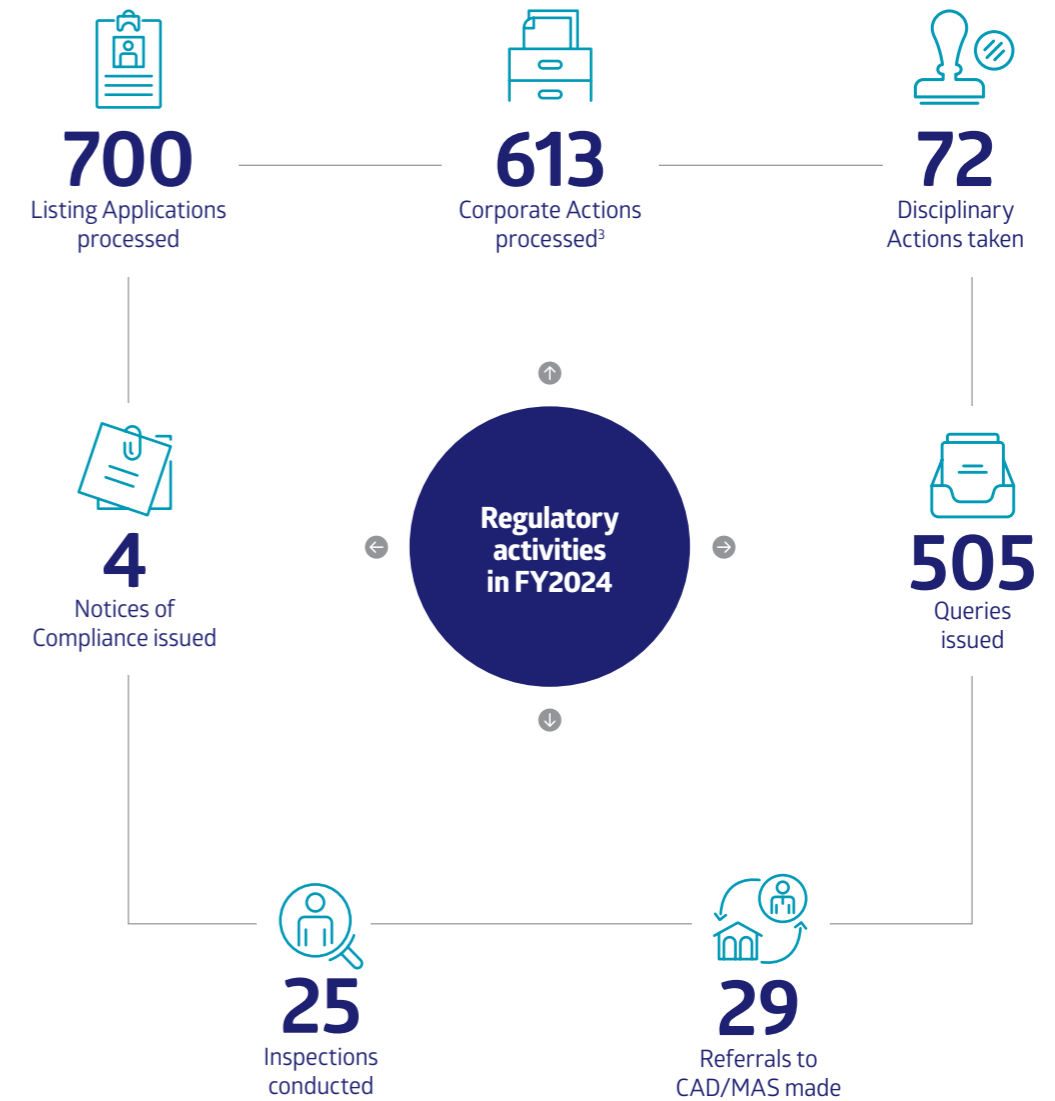 700
Listing Applications
processed
613
Corporate Actions
processed³
72
Disciplinary
Actions taken
4
Notices of
Compliance issued
Regulatory
activities
in FY2024
505
Queries
issued
25
Inspections
conducted
29
Referrals to
CAD/MAS made